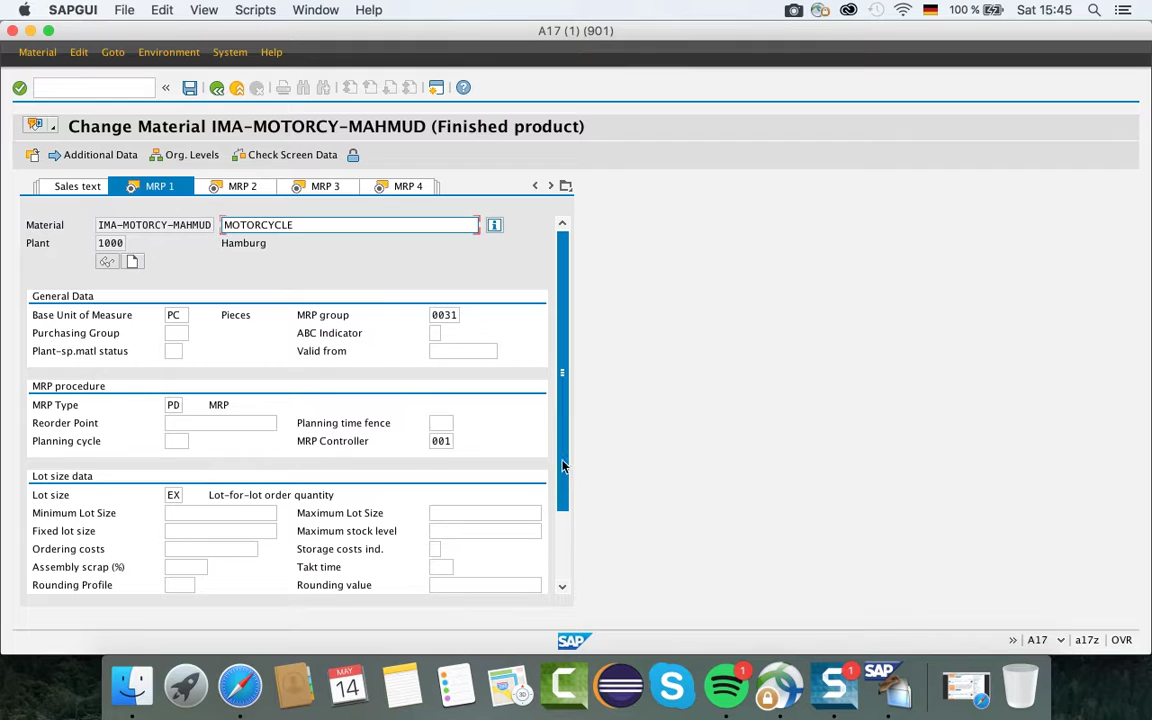 SAPGUI File Edit View Scripts Window Help 100 % Sat 15:45
A17 (1) (901)
Material Edit Goto Environment System Help
«
Change Material IMA-MOTORCY-MAHMUD (Finished product)
Additional Data Org. Levels Check Screen Data
Sales text MRP 1 MRP 2 MRP 3 MRP 4
Material IMA-MOTORCY-MAHMUD MOTORCYCLE
Plant 1000 Hamburg
General Data
Base Unit of Measure PC Pieces MRP group 0031
Purchasing Group ABC Indicator
Plant-sp.matl status Valid from
MRP procedure
MRP Type PD MRP
Reorder Point Planning time fence
Planning cycle MRP Controller 001
Lot size data
Lot size EX Lot-for-lot order quantity
Minimum Lot Size Maximum Lot Size
Fixed lot size Maximum stock level
Ordering costs Storage costs ind.
Assembly scrap (%) Takt time
Rounding Profile Rounding value
SAP » A17 a17z OVR
MAY 14 3D C S 1 S 1 SAP